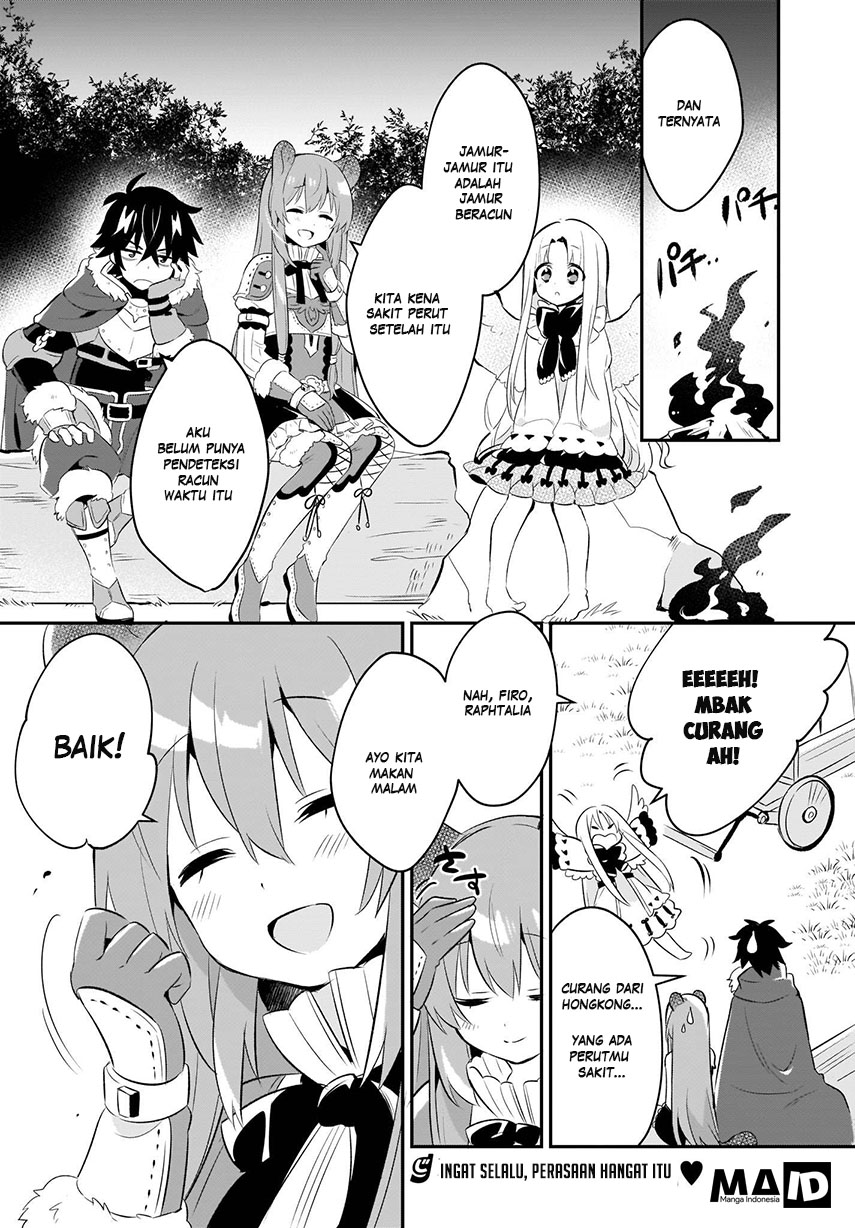 DAN
TERNYATA
パチ
パチ..
JAMUR-
JAMUR ITU
ADALAH
JAMUR
BERACUN
KITA KENA
SAKIT PERUT
SETELAH ITU
AKU
BELUM PUNYA
PENDETEKSI
RACUN
WAKTU ITU
EEEEEH!
MBAK
CURANG
AH!
CURANG DARI
HONGKONG...
YANG ADA
PERUTMU
SAKIT...
NAH, FIRO,
RAPHTALIA
AYO KITA
MAKAN
MALAM
さす
BAIK!
INGAT SELALU, PERASAAN HANGAT ITU ♥
MAID
Manga Indonesia